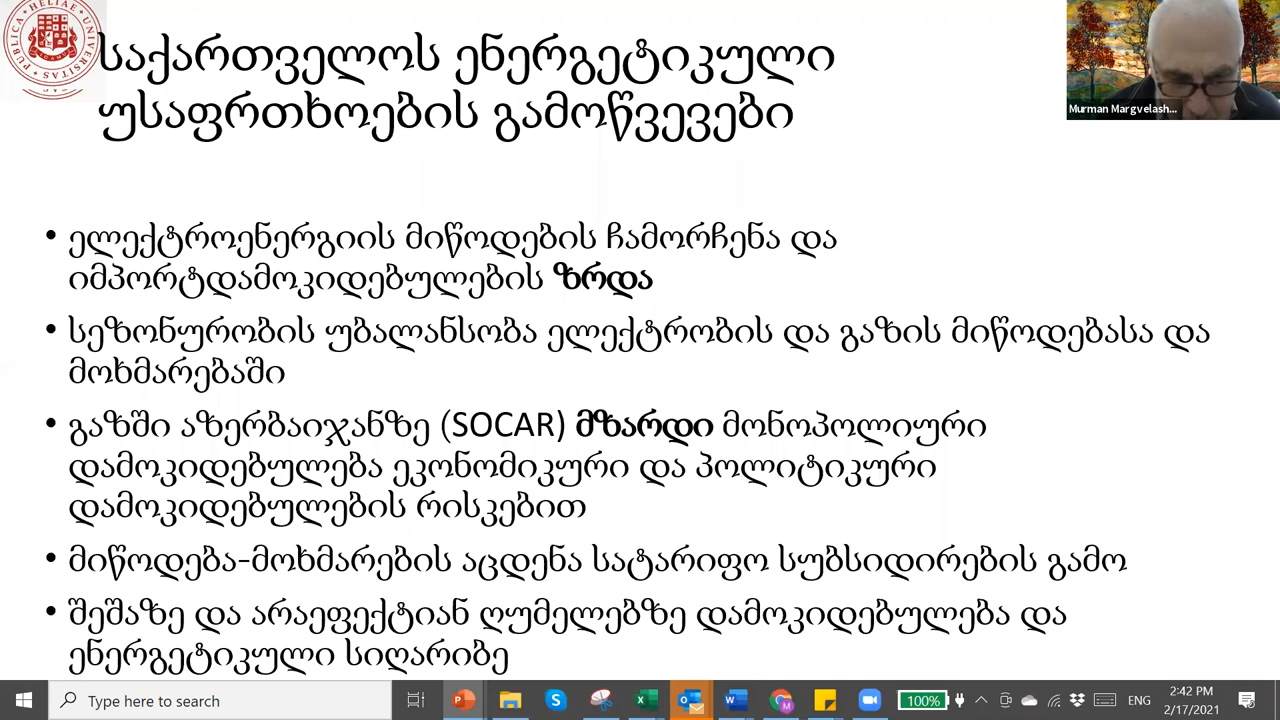 საქართველოს ენერგეტიკული
უსაფრთხოების გამოწვევები
Murman Margvelash...
• ელექტროენერგიის მიწოდების ჩამორჩენა და
იმპორტდამოკიდებულების ზრდა
• სეზონურობის უბალანსობა ელექტრობის და გაზის მიწოდებასა და
მოხმარებაში
• გაზში აზერბაიჯანზე (SOCAR) მზარდი მონოპოლიური
დამოკიდებულება ეკონომიკური და პოლიტიკური
დამოკიდებულების რისკებით
• მიწოდება-მოხმარების აცდენა სატარიფო სუბსიდირების გამო
• შეშაზე და არაეფექტიან ღუმელებზე დამოკიდებულება და
ენერგეტიკული სიღარიბე
Type here to search
100%
ENG
2:42 PM
2/17/2021